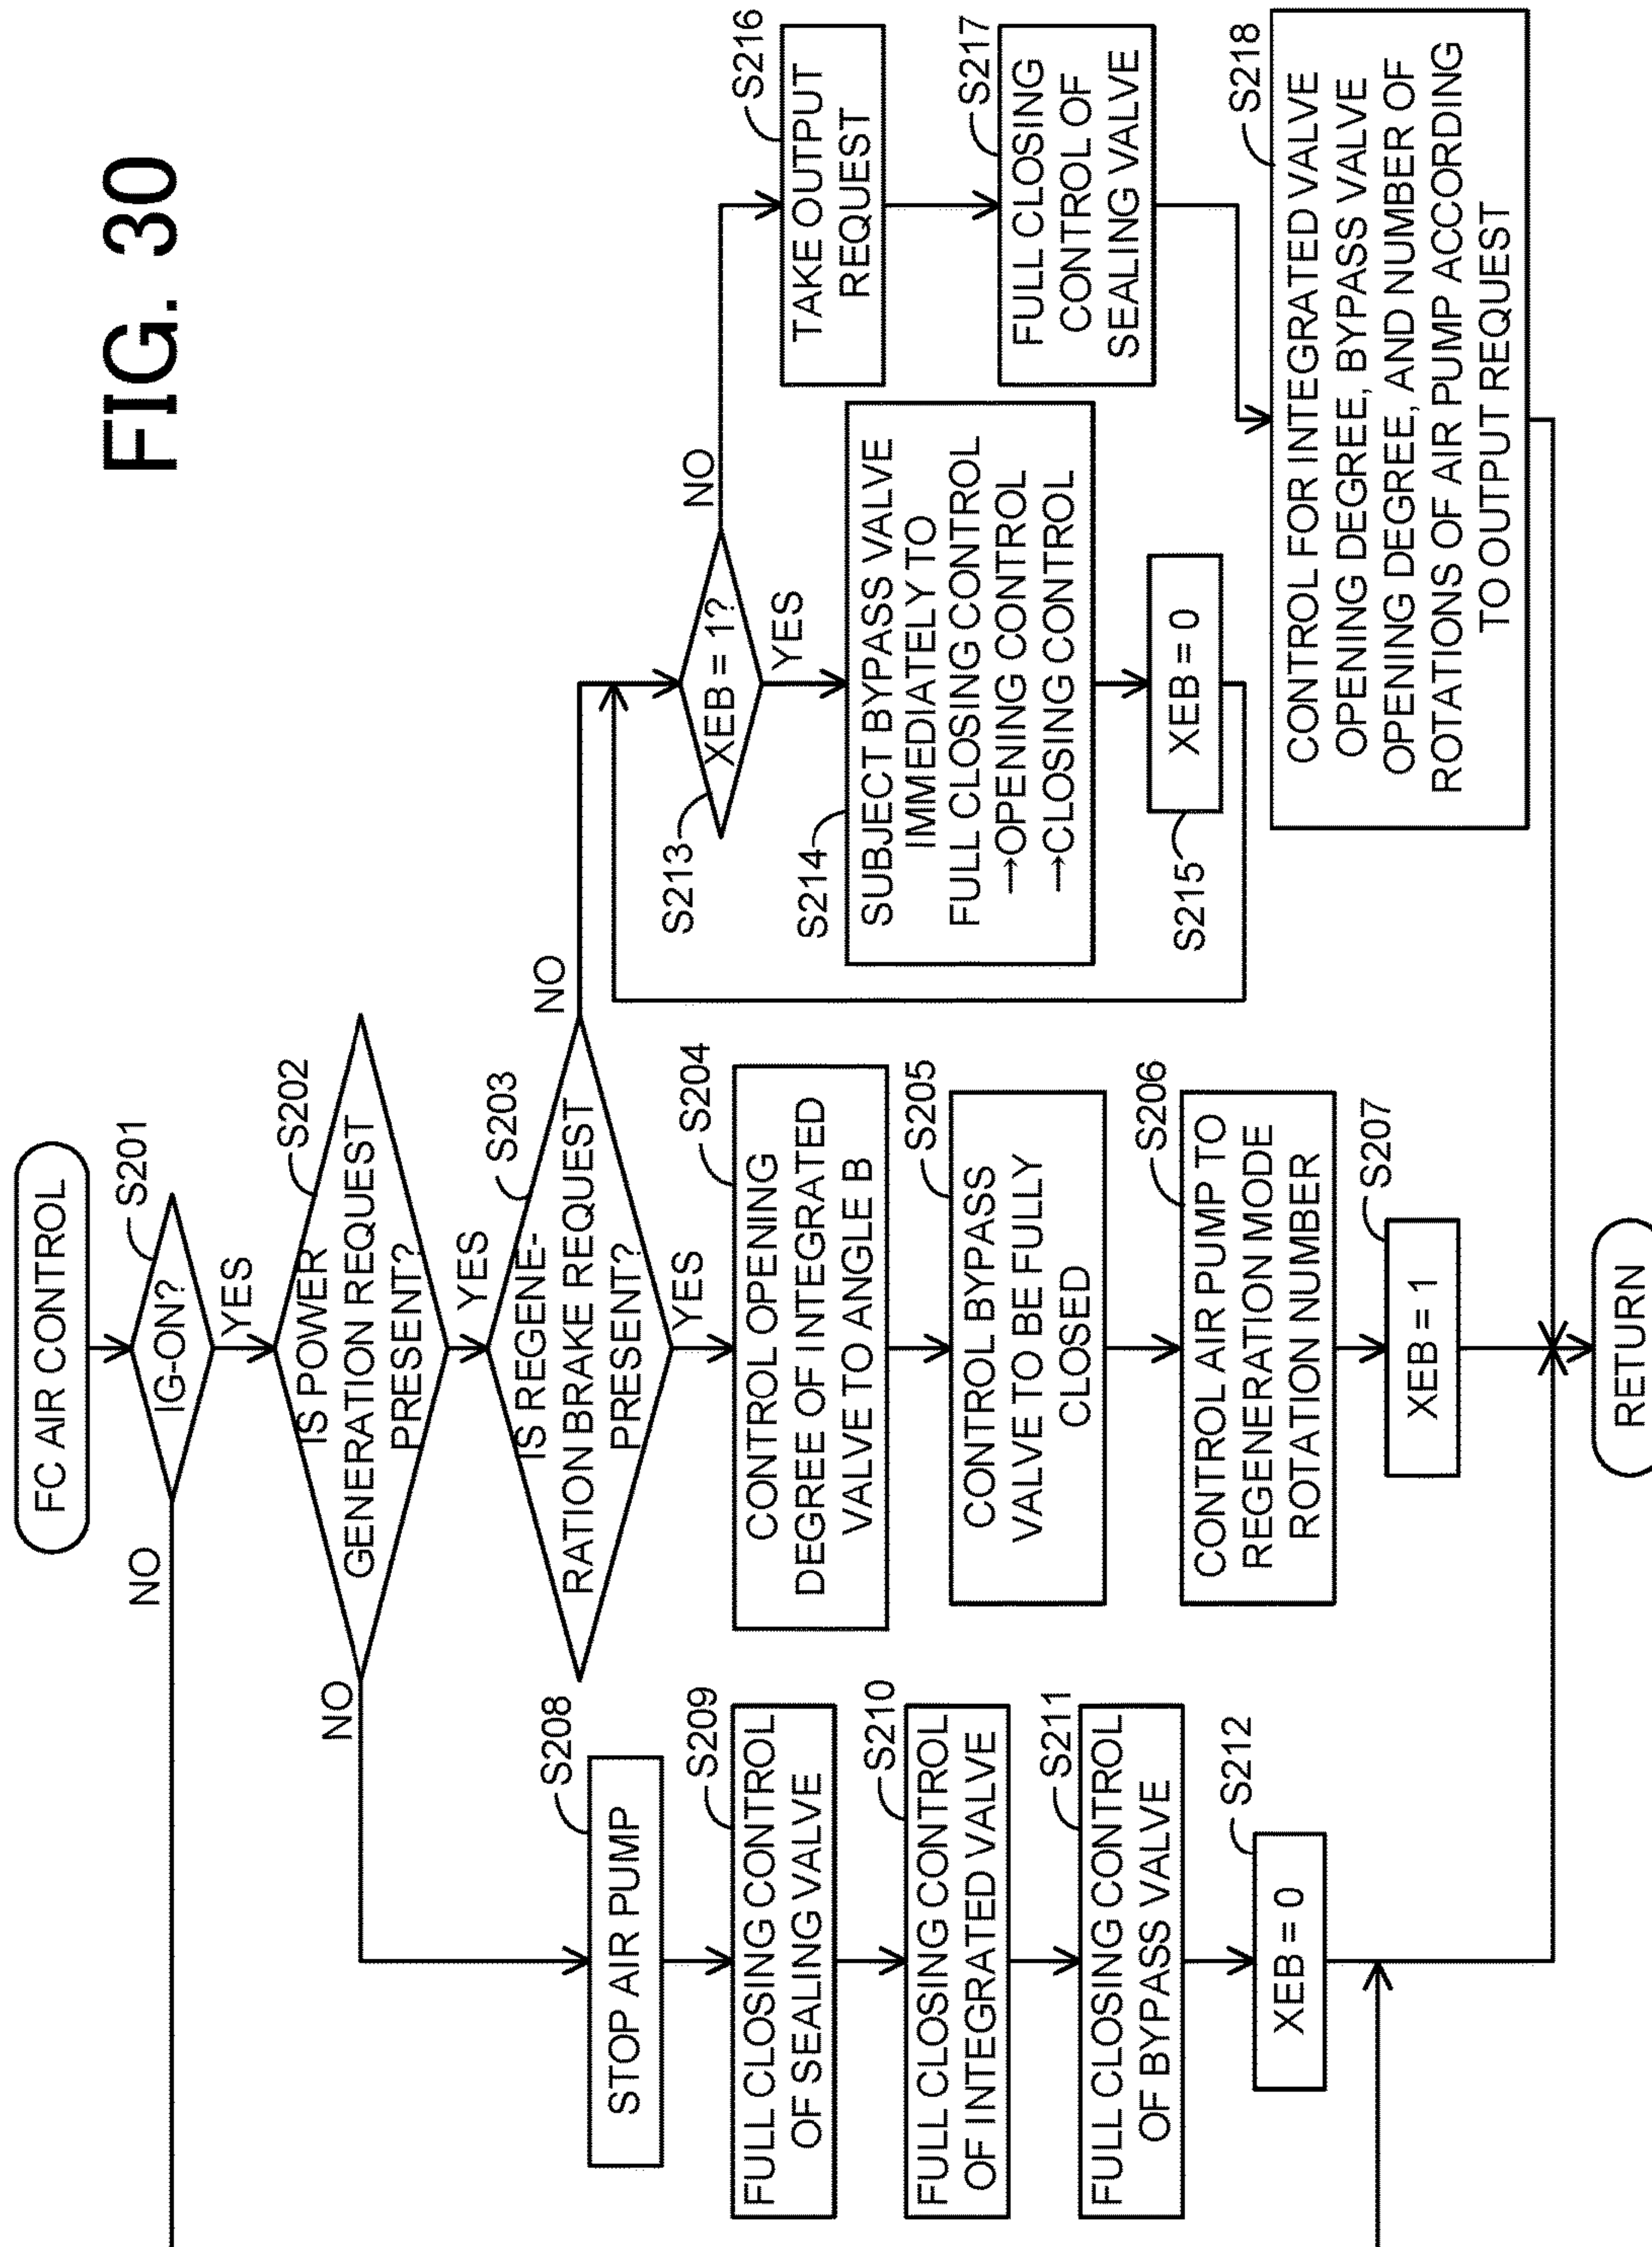 FIG. 30
FC AIR CONTROL
S201
IG-ON?
NO
YES
S202
IS POWER
GENERATION REQUEST
PRESENT?
NO
YES
S203
IS REGENE-
RATION BRAKE REQUEST
PRESENT?
NO
YES
S204
CONTROL OPENING
DEGREE OF INTEGRATED
VALVE TO ANGLE B
S205
CONTROL BYPASS
VALVE TO BE FULLY
CLOSED
S206
CONTROL AIR PUMP TO
REGENERATION MODE
ROTATION NUMBER
S207
XEB = 1
S208
STOP AIR PUMP
S209
FULL CLOSING CONTROL
OF SEALING VALVE
S210
FULL CLOSING CONTROL
OF INTEGRATED VALVE
S211
FULL CLOSING CONTROL
OF BYPASS VALVE
S212
XEB = 0
S213
XEB = 1?
NO
YES
S214
SUBJECT BYPASS VALVE
IMMEDIATELY TO
FULL CLOSING CONTROL
→OPENING CONTROL
→CLOSING CONTROL
S215
XEB = 0
S216
TAKE OUTPUT
REQUEST
S217
FULL CLOSING
CONTROL OF
SEALING VALVE
S218
CONTROL FOR INTEGRATED VALVE
OPENING DEGREE, BYPASS VALVE
OPENING DEGREE, AND NUMBER OF
ROTATIONS OF AIR PUMP ACCORDING
TO OUTPUT REQUEST
RETURN